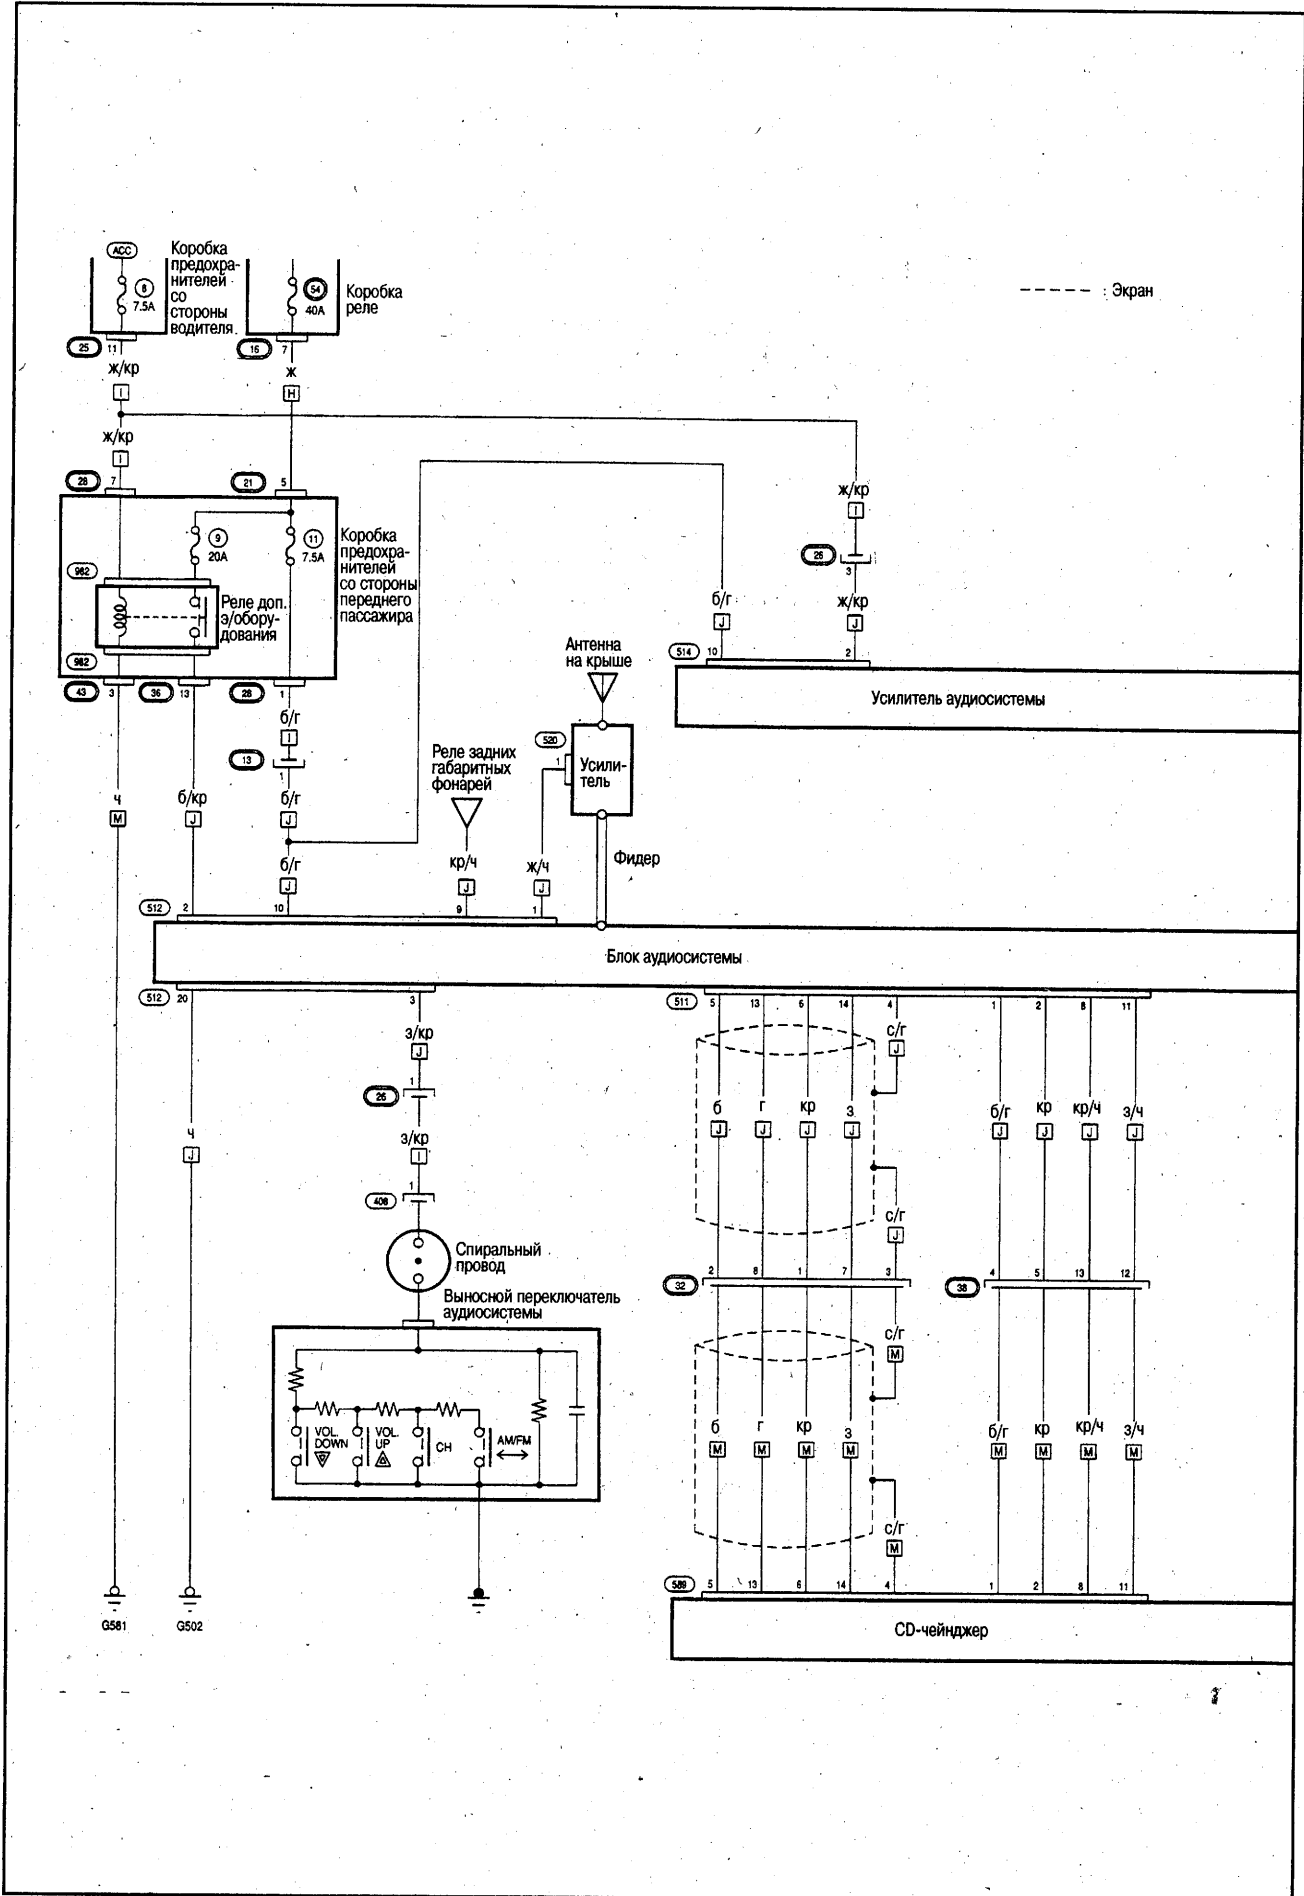 ACC
Коробка
предохра-
нителей
со
стороны
водителя.
8
7.5A
54
40A
Коробка
реле
: Экран
25 11
16 7
ж/кр
ж
I
H
ж/кр
I
28 7
21 5
9
20A
11
7.5A
Коробка
предохра-
нителей
со стороны
переднего
пассажира
982
Реле доп.
э/обору-
дования
982
43 3
36 13
28 1
ж/кр
I
26
3
ж/кр
J
б/г
J
514 10 2
Усилитель аудиосистемы
Антенна
на крыше
520
1
Усили-
тель
Фидер
Реле задних
габаритных
фонарей
б/г
I
13
1
ч
M
б/кр
J
б/г
J
б/г
J
кр/ч
J
ж/ч
J
512 2 10 9 1
Блок аудиосистемы
512 20 3
511 5 13 6 14 4 1 2 8 11
з/кр
J
1
26
з/кр
I
1
408
ч
J
Спиральный
провод
Выносной переключатель
аудиосистемы
VOL.
DOWN
VOL.
UP
CH
AM/FM
с/г
J
б г кр з
J J J J
б/г кр кр/ч з/ч
J J J J
с/г
J
2 8 1 7 3
32
4 5 13 12
38
с/г
M
б г кр з
M M M M
б/г кр кр/ч з/ч
M M M M
с/г
M
589 5 13 6 14 4 1 2 8 11
CD-чейнджер
G581
G502